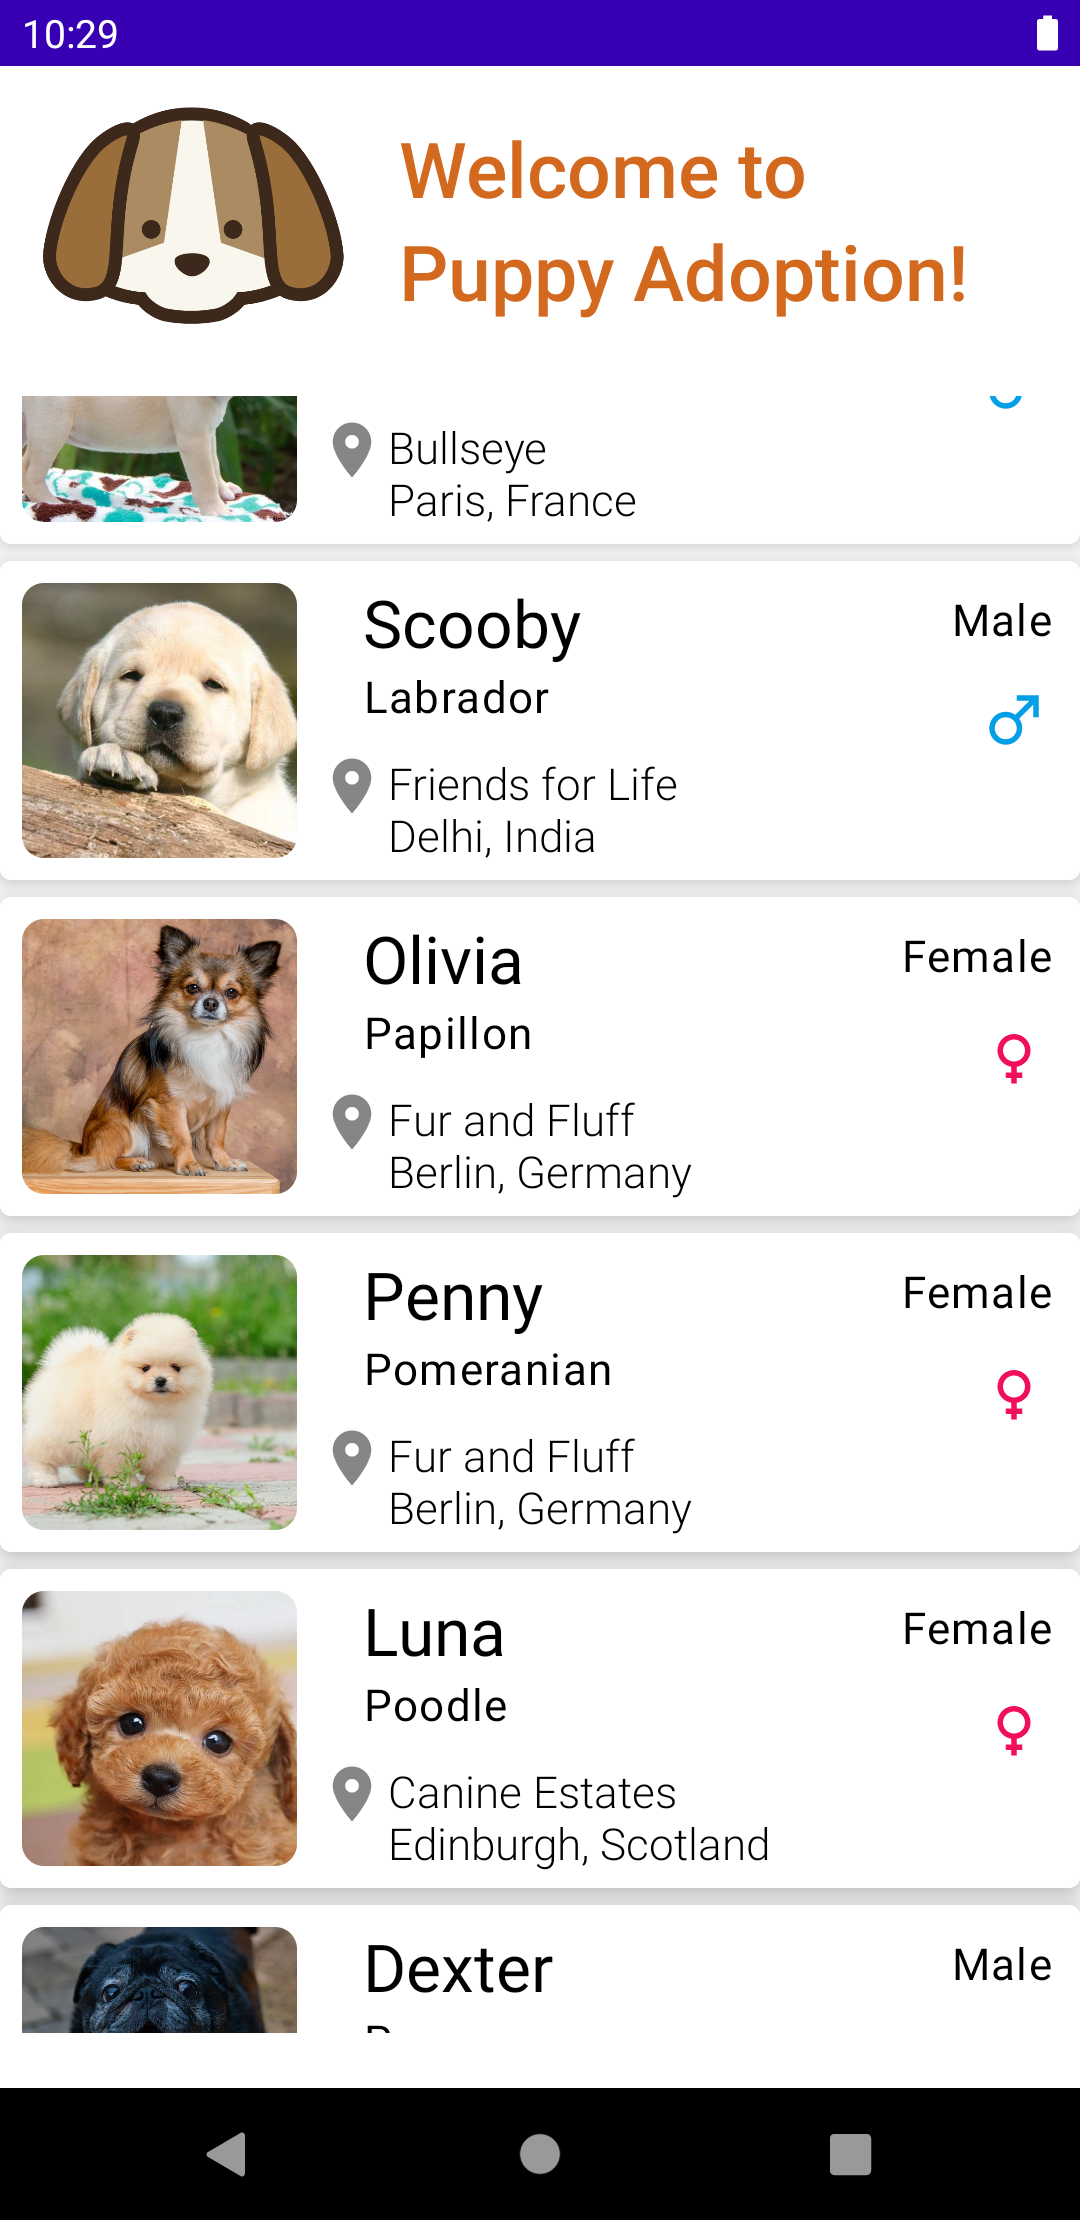 10:29
Welcome to
Puppy Adoption!
Bullseye
Paris, France
Scooby
Male
Labrador
Friends for Life
Delhi, India
Olivia
Female
Papillon
Fur and Fluff
Berlin, Germany
Penny
Female
Pomeranian
Fur and Fluff
Berlin, Germany
Luna
Female
Poodle
Canine Estates
Edinburgh, Scotland
Dexter
Male